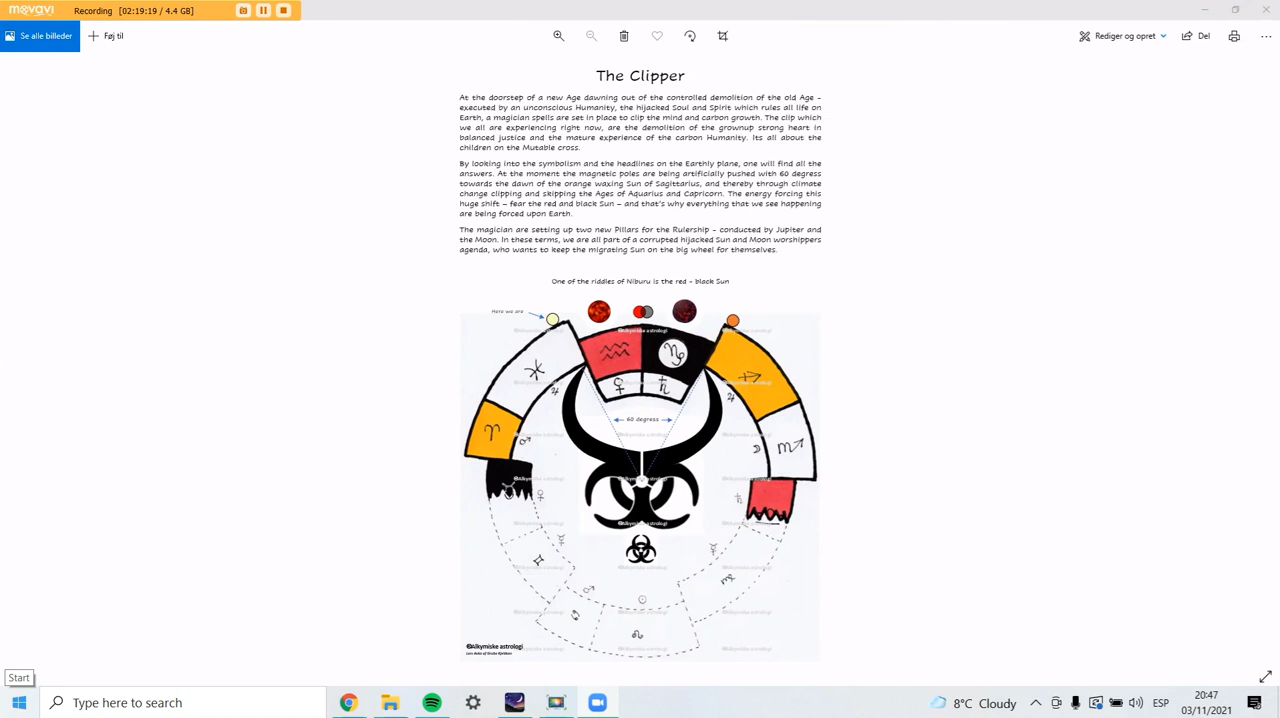 movavi Recording [02:19:19 / 4.4 GB]
Se alle billeder
Føj til
Rediger og opret
Del
The Clipper
At the doorstep of a new Age dawning out of the controlled demolition of the old Age -
executed by an unconscious Humanity, the hijacked Soul and Spirit which rules all life on
Earth, a magician spells are set in place to clip the mind and carbon growth. The clip which
we all are experiencing right now, are the demolition of the grownup strong heart in
balanced justice and the mature experience of the carbon Humanity. Its all about the
children on the Mutable cross.
By looking into the symbolism and the headlines on the Earthly plane, one will find all the
answers. At the moment the magnetic poles are being artificially pushed with 60 degress
towards the dawn of the orange waxing Sun of Sagittarius, and thereby through climate
change clipping and skipping the Ages of Aquarius and Capricorn. The energy forcing this
huge shift – fear the red and black Sun – and that's why everything that we see happening
are being forced upon Earth.
The magician are setting up two new Pillars for the Rulership - conducted by Jupiter and
the Moon. In these terms, we are all part of a corrupted hijacked Sun and Moon worshippers
agenda, who wants to keep the migrating Sun on the big wheel for themselves.
One of the riddles of Niburu is the red - black Sun
Here we are
60 degress
©Alkymiske astrologi
Start
Type here to search
8°C Cloudy
ESP
20:47
03/11/2021